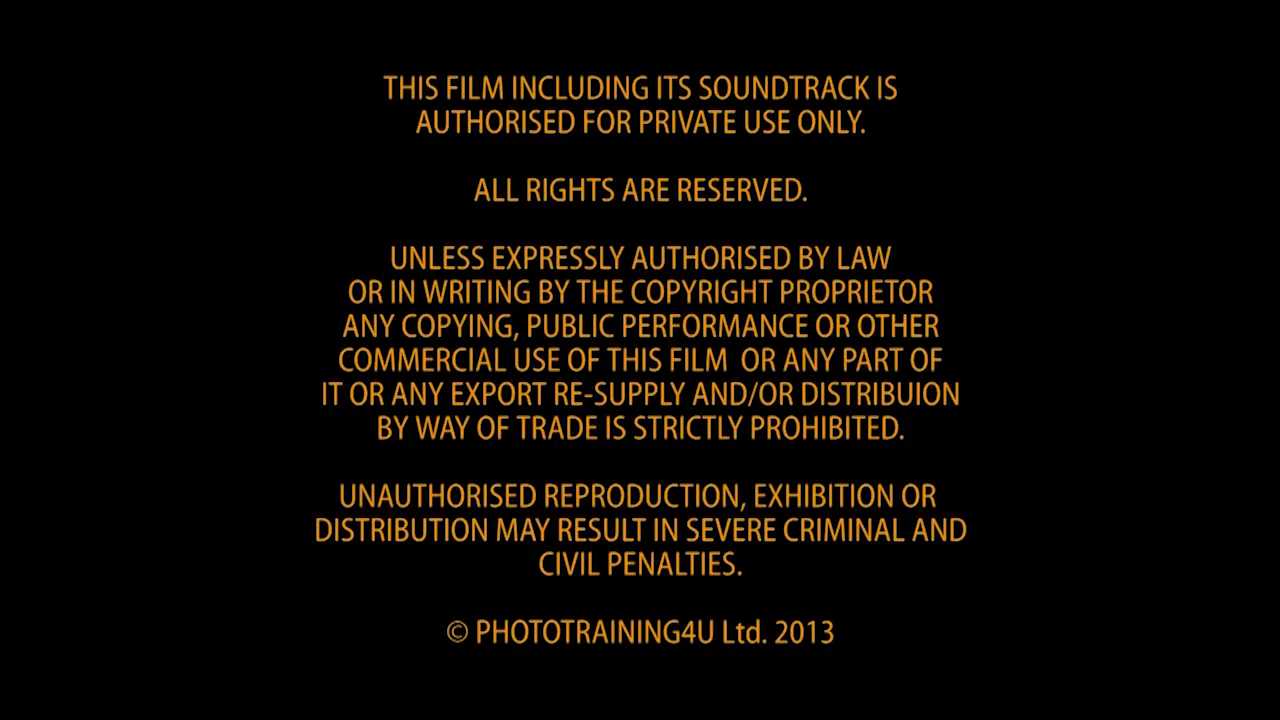 THIS FILM INCLUDING ITS SOUNDTRACK IS
AUTHORISED FOR PRIVATE USE ONLY.
ALL RIGHTS ARE RESERVED.
UNLESS EXPRESSLY AUTHORISED BY LAW
OR IN WRITING BY THE COPYRIGHT PROPRIETOR
ANY COPYING, PUBLIC PERFORMANCE OR OTHER
COMMERCIAL USE OF THIS FILM  OR ANY PART OF
IT OR ANY EXPORT RE-SUPPLY AND/OR DISTRIBUION
BY WAY OF TRADE IS STRICTLY PROHIBITED.
UNAUTHORISED REPRODUCTION, EXHIBITION OR
DISTRIBUTION MAY RESULT IN SEVERE CRIMINAL AND
CIVIL PENALTIES.
© PHOTOTRAINING4U Ltd. 2013